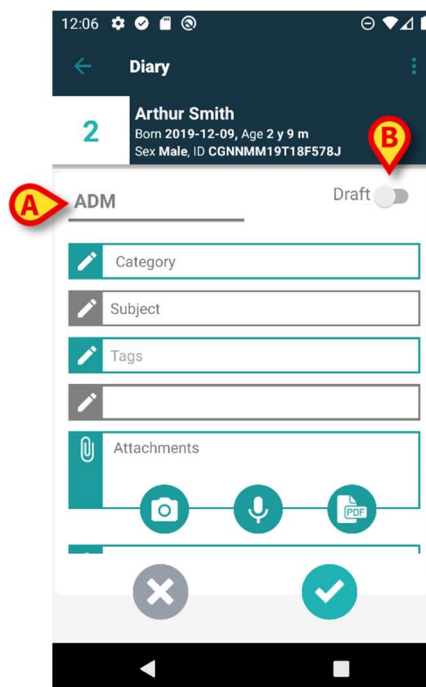 12:06
Diary
2
Arthur Smith
Born 2019-12-09, Age 2 y 9 m
Sex Male, ID CGNNMM19T18F578J
B
A
ADM
Draft
Category
Subject
Tags
Attachments
PDF